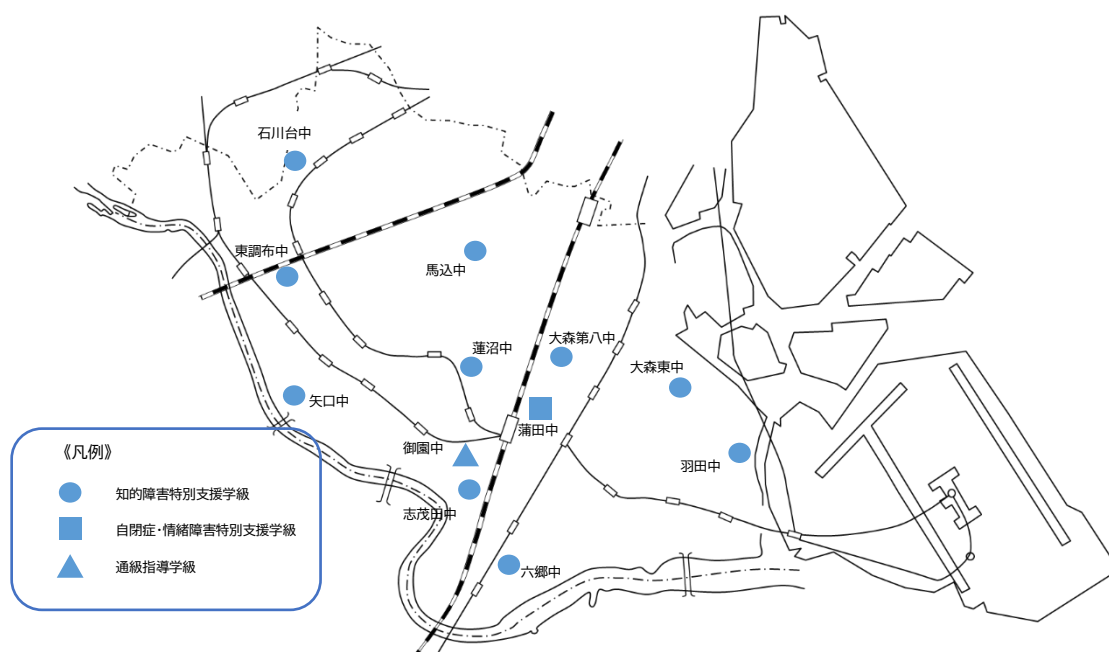 石川台中
東調布中
馬込中
蓮沼中
大森第八中
大森東中
矢口中
蒲田中
御園中
羽田中
志茂田中
六郷中
《凡例》
知的障害特別支援学級
自閉症・情緒障害特別支援学級
通級指導学級